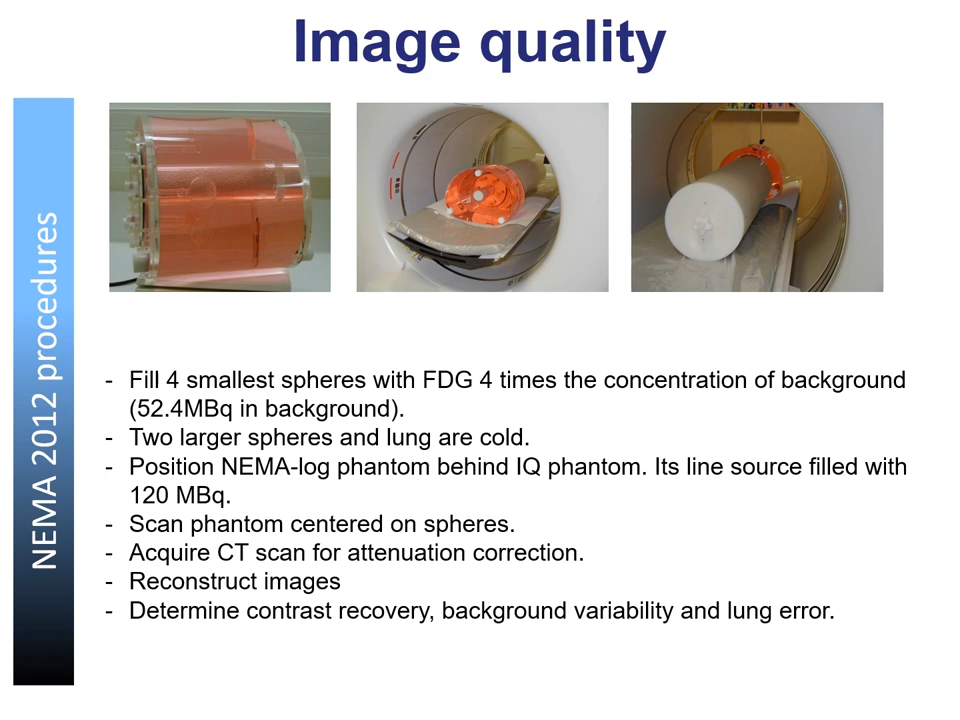 Image quality
NEMA 2012 procedures
- Fill 4 smallest spheres with FDG 4 times the concentration of background
(52.4MBq in background).
- Two larger spheres and lung are cold.
- Position NEMA-log phantom behind IQ phantom. Its line source filled with
120 MBq.
- Scan phantom centered on spheres.
- Acquire CT scan for attenuation correction.
- Reconstruct images
- Determine contrast recovery, background variability and lung error.